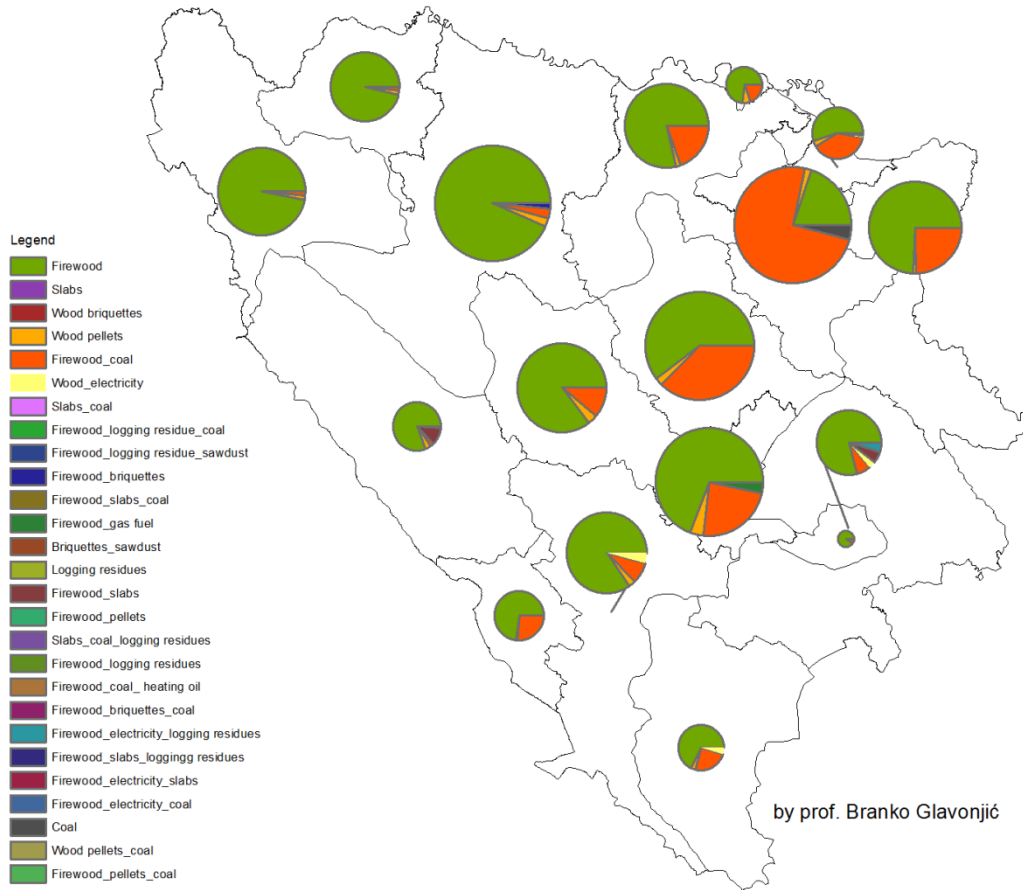 Legend
Firewood
Slabs
Wood briquettes
Wood pellets
Firewood_coal
Wood_electricity
Slabs_coal
Firewood_logging residue_coal
Firewood_logging residue_sawdust
Firewood_briquettes
Firewood_slabs_coal
Firewood_gas fuel
Briquettes_sawdust
Logging residues
Firewood_slabs
Firewood_pellets
Slabs_coal_logging residues
Firewood_logging residues
Firewood_coal_ heating oil
Firewood_briquettes_coal
Firewood_electricity_logging residues
Firewood_slabs_loggingg residues
Firewood_electricity_slabs
Firewood_electricity_coal
Coal
Wood pellets_coal
Firewood_pellets_coal
by prof. Branko Glavonjić